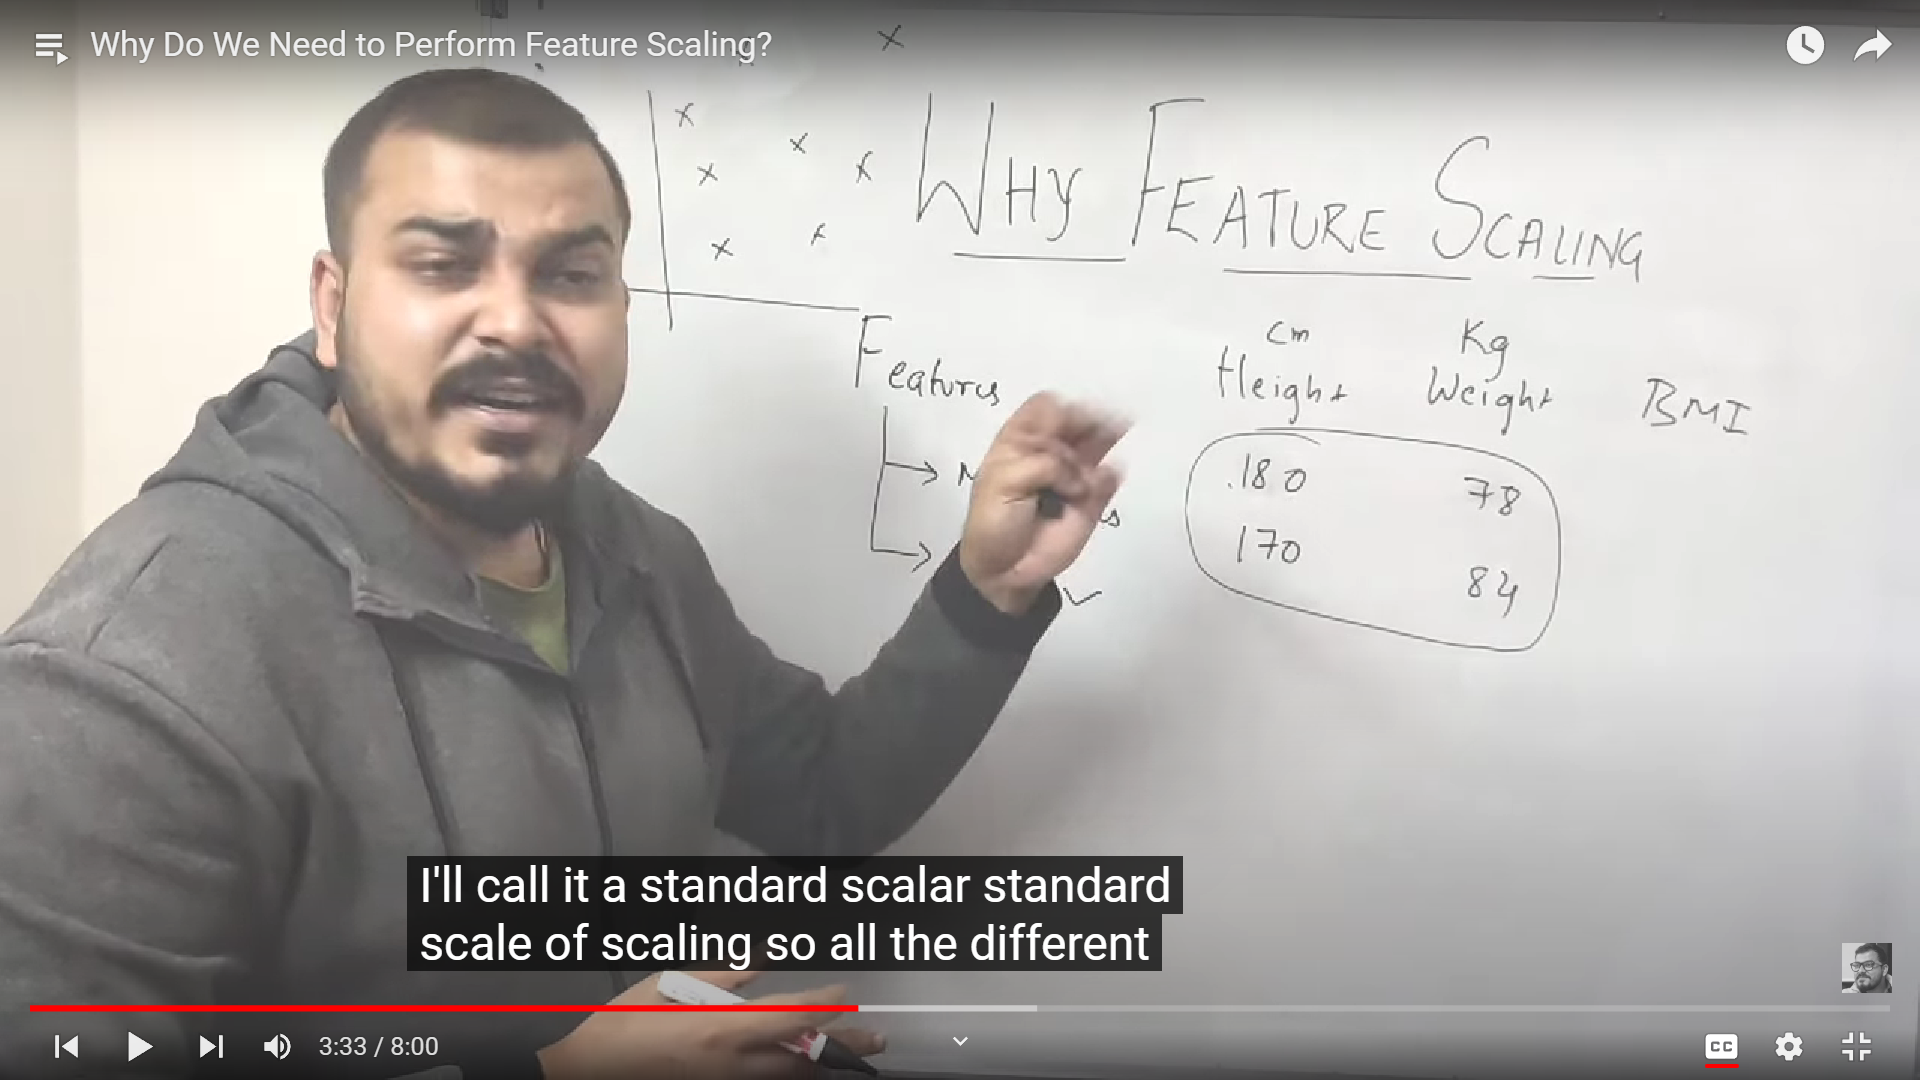 Why Do We Need to Perform Feature Scaling?
WHY FEATURE SCALING
Features
cm Kg
Height Weight BMI
180 78
170
84
I'll call it a standard scalar standard
scale of scaling so all the different
3:33 / 8:00
CC